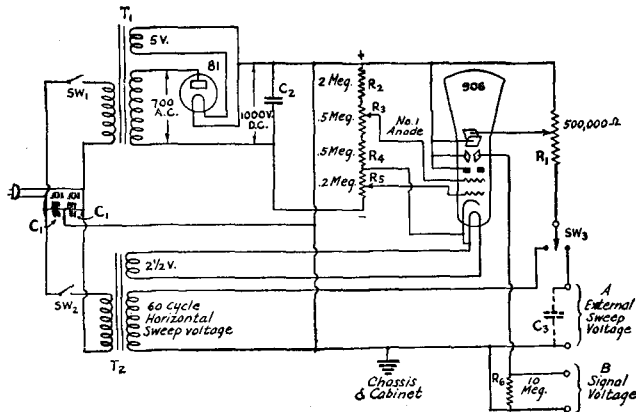 T1
5 V.
81
SW1
700
A.C.
1000V.
D.C.
C2
+
.2 Meg.
R2
.5 Meg.
R3
No. 1
Anode
.5 Meg.
R4
.2 Meg.
R5
-
906
500,000 Ω
R1
SW3
C1
C1
2½ V.
SW2
60 Cycle
Horizontal
Sweep voltage
T2
Chassis
& Cabinet
C3
A
External
Sweep
Voltage
R6
10
Meg.
B
Signal
Voltage